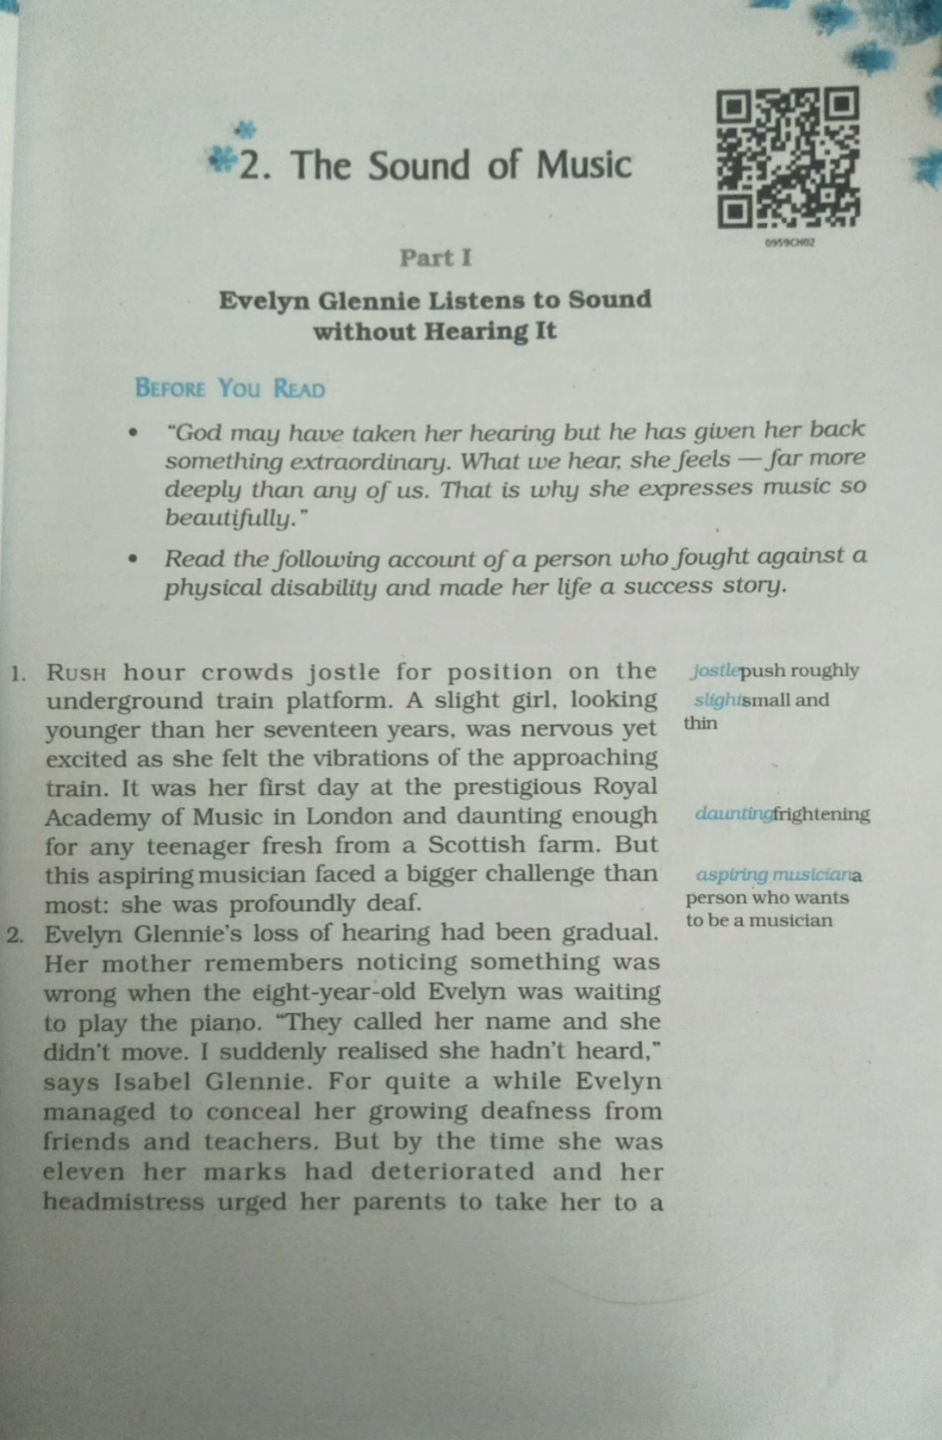 2. The Sound of Music
0959CH02
Part I
Evelyn Glennie Listens to Sound
without Hearing It
BEFORE YOU READ
• “God may have taken her hearing but he has given her back
something extraordinary. What we hear, she feels — far more
deeply than any of us. That is why she expresses music so
beautifully.”
• Read the following account of a person who fought against a
physical disability and made her life a success story.
1. RUSH hour crowds jostle for position on the
underground train platform. A slight girl, looking
younger than her seventeen years, was nervous yet
excited as she felt the vibrations of the approaching
train. It was her first day at the prestigious Royal
Academy of Music in London and daunting enough
for any teenager fresh from a Scottish farm. But
this aspiring musician faced a bigger challenge than
most: she was profoundly deaf.
2. Evelyn Glennie's loss of hearing had been gradual.
Her mother remembers noticing something was
wrong when the eight-year-old Evelyn was waiting
to play the piano. “They called her name and she
didn't move. I suddenly realised she hadn't heard,”
says Isabel Glennie. For quite a while Evelyn
managed to conceal her growing deafness from
friends and teachers. But by the time she was
eleven her marks had deteriorated and her
headmistress urged her parents to take her to a
jostlepush roughly
slightsmall and
thin
dauntingfrightening
aspiring musiciana
person who wants
to be a musician